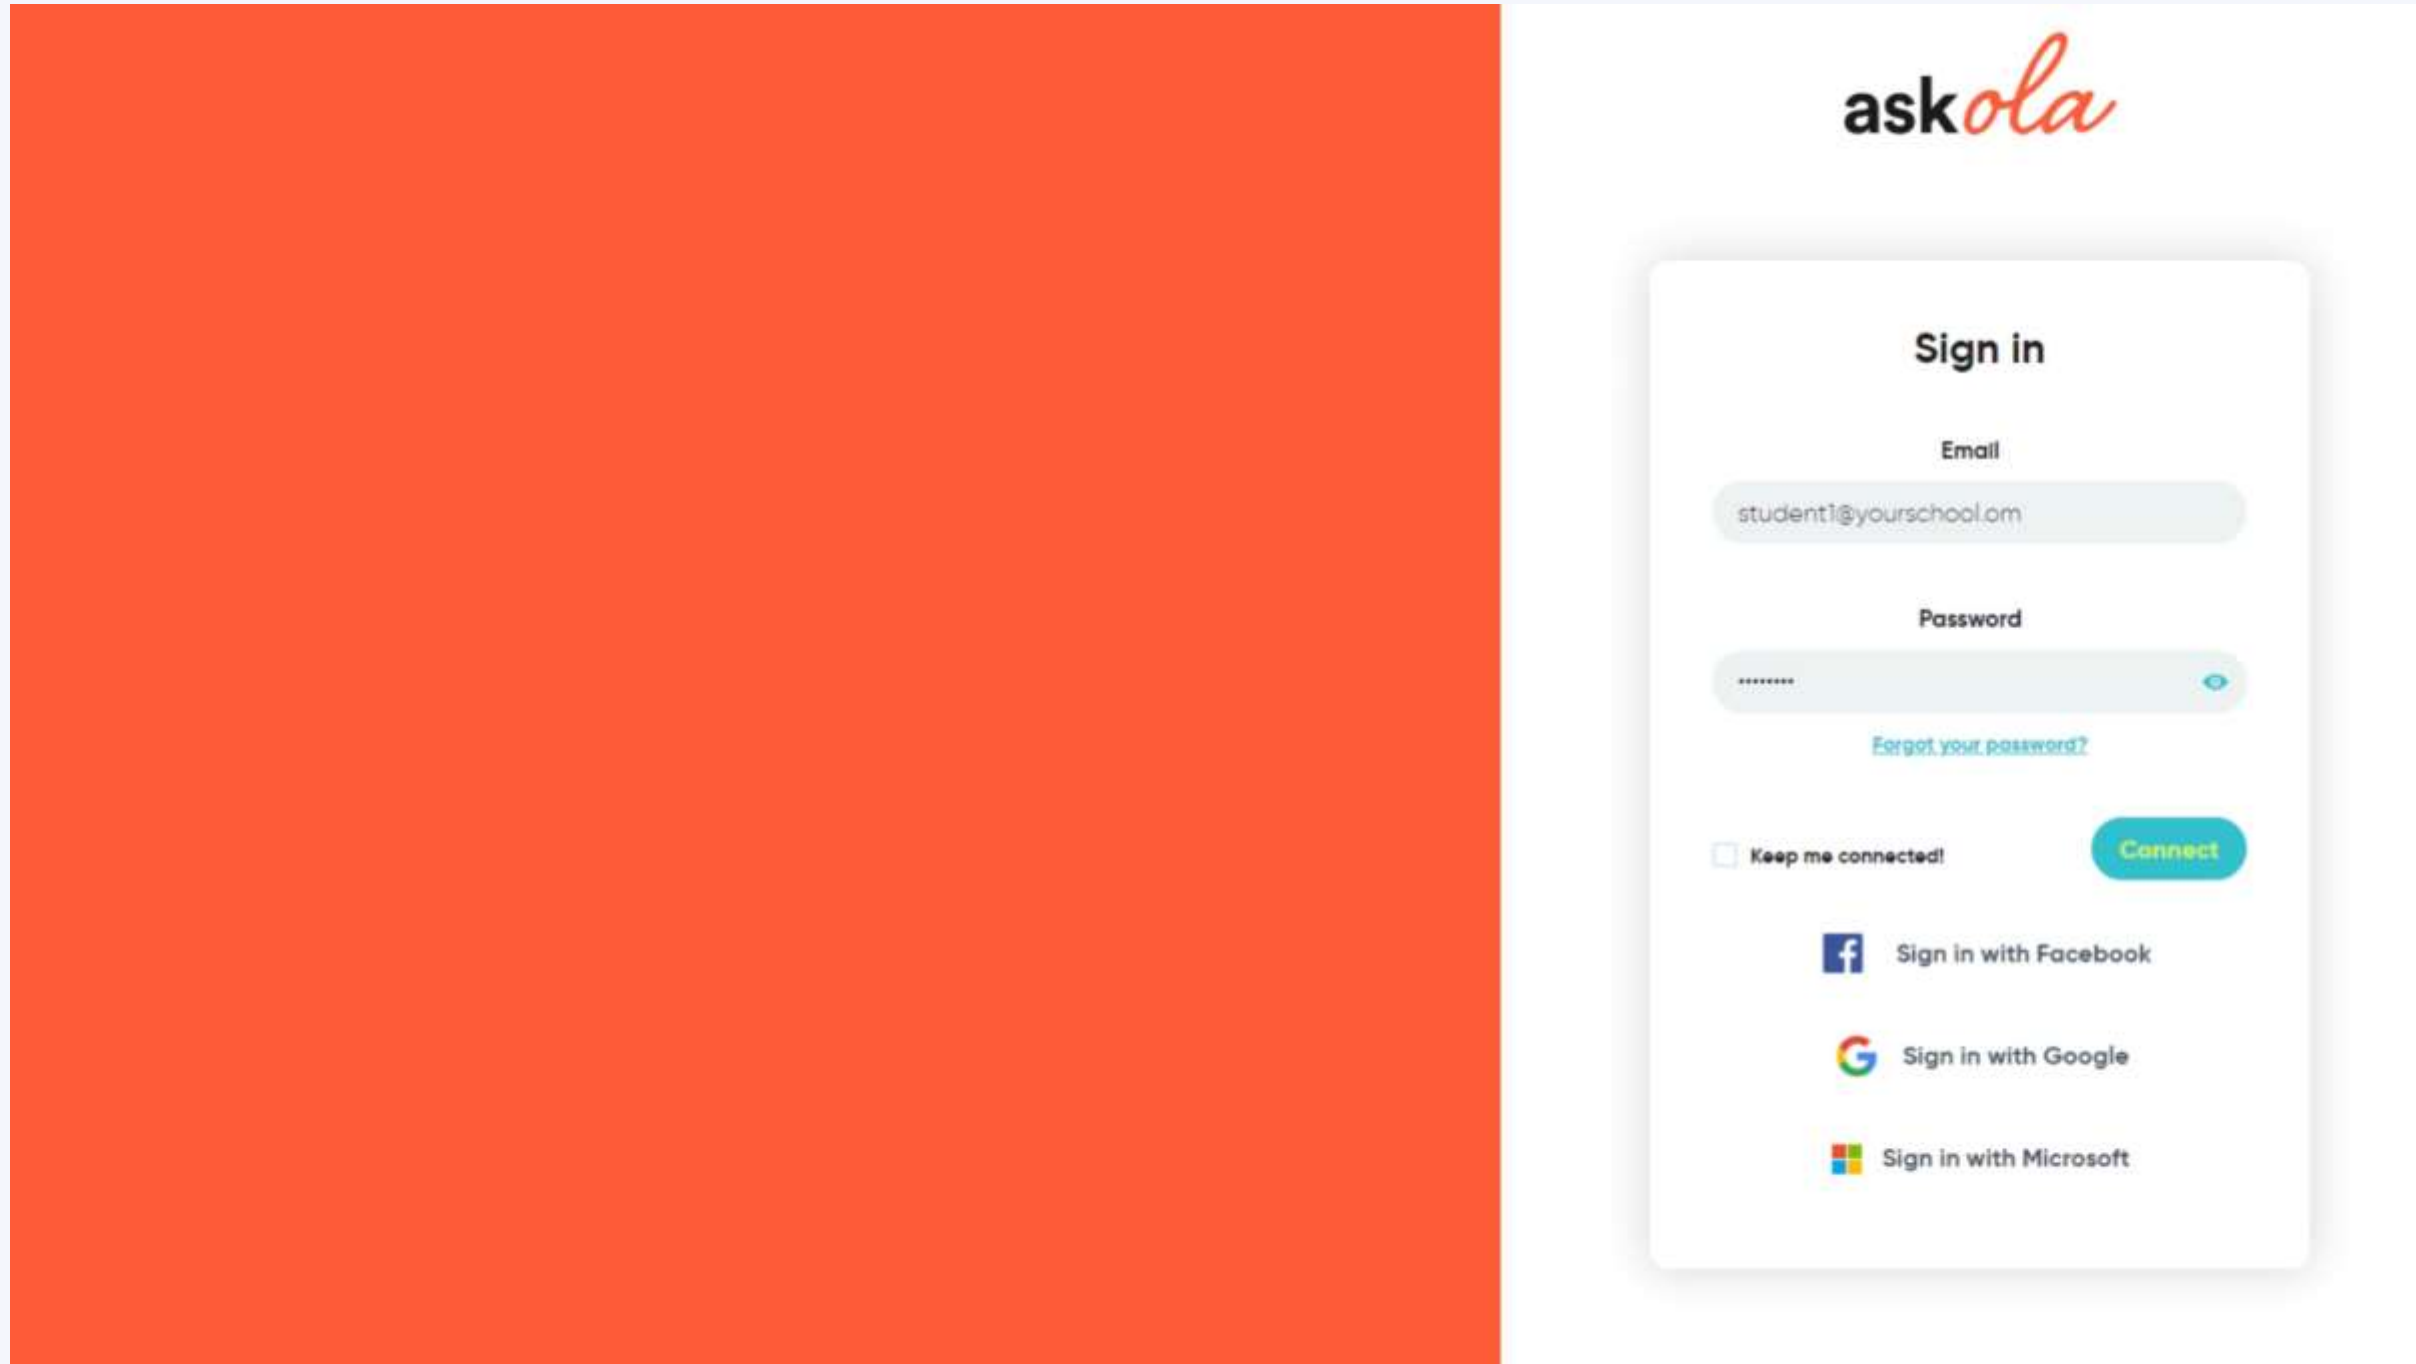 askola
Sign in
Email
student1@yourschool.om
Password
••••••••
Forgot your password?
Keep me connected!
Connect
Sign in with Facebook
Sign in with Google
Sign in with Microsoft